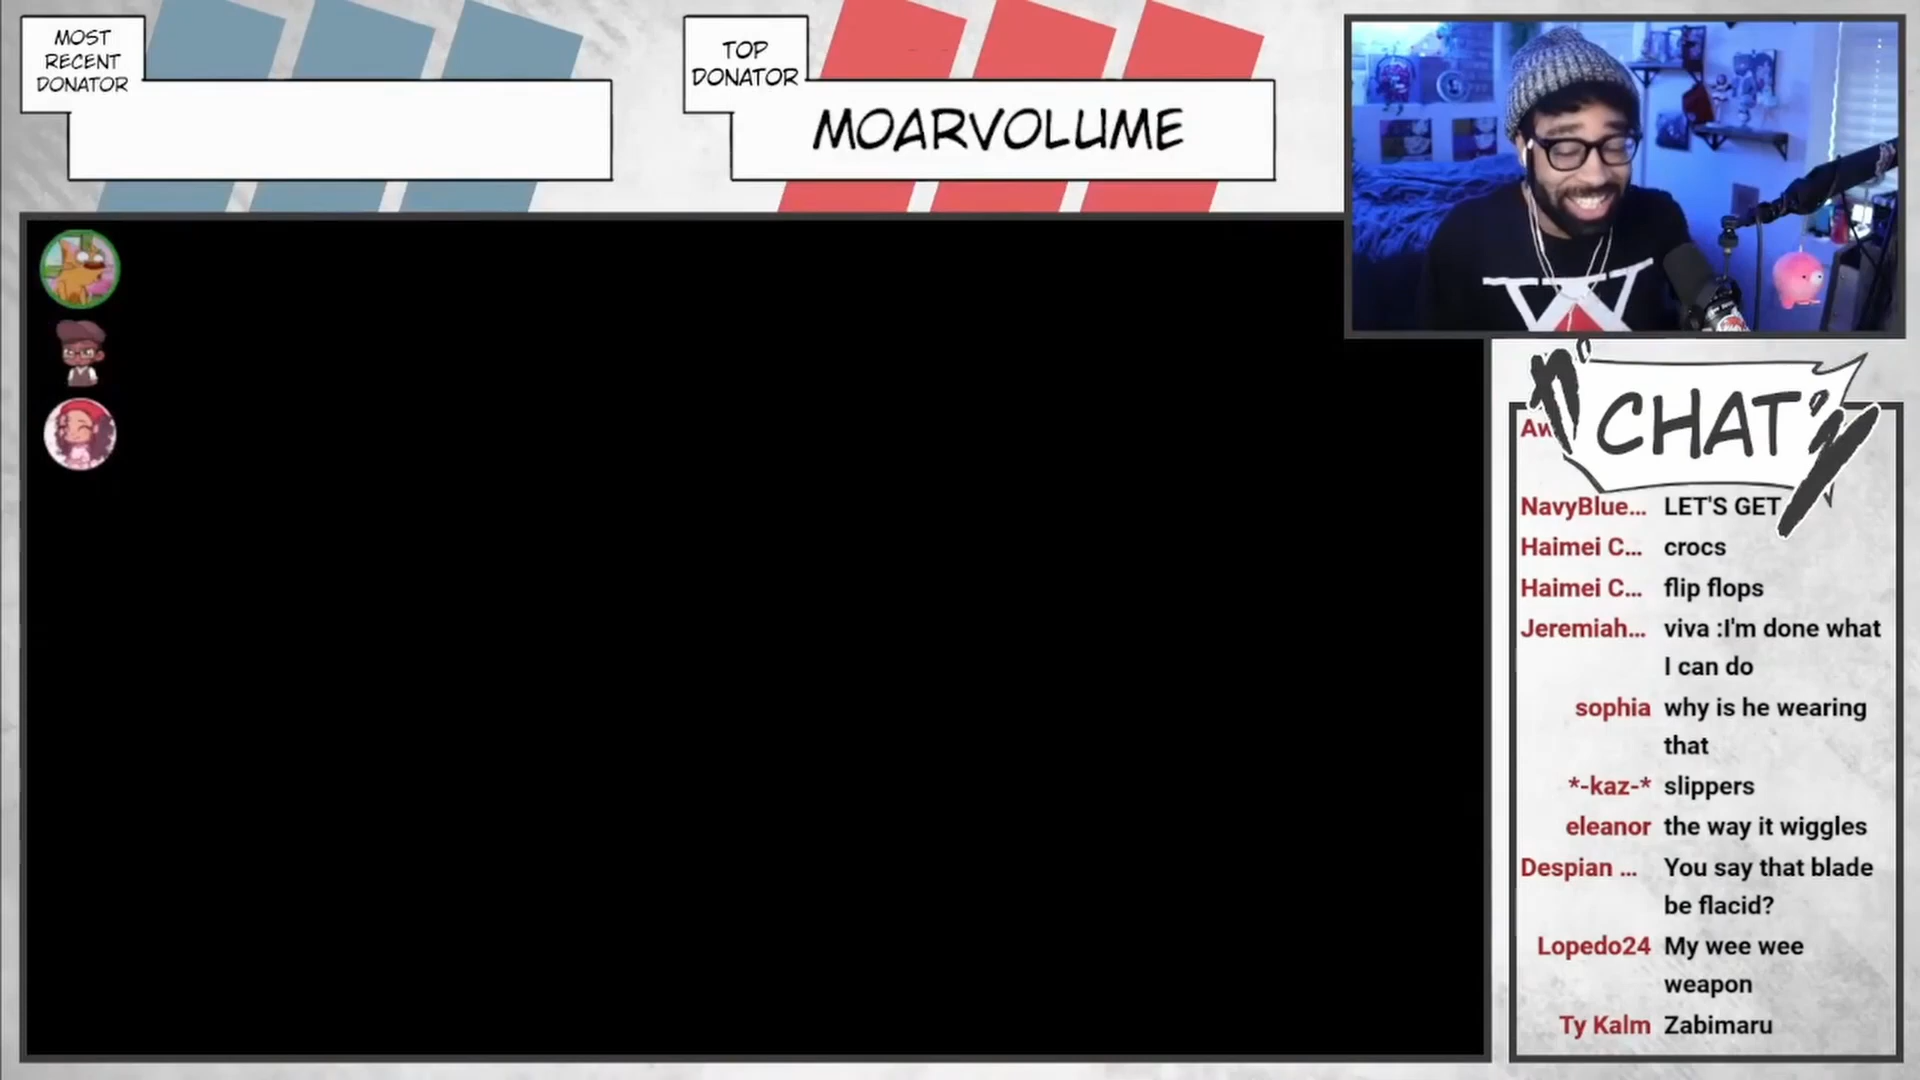 MOST
RECENT
DONATOR
TOP
DONATOR
MOARVOLUME
N' CHAT'Y
NavyBlue... LET'S GET
Haimei C... crocs
Haimei C... flip flops
Jeremiah... viva :I'm done what
I can do
sophia why is he wearing
that
*-kaz-* slippers
eleanor the way it wiggles
Despian ... You say that blade
be flacid?
Lopedo24 My wee wee
weapon
Ty Kalm Zabimaru